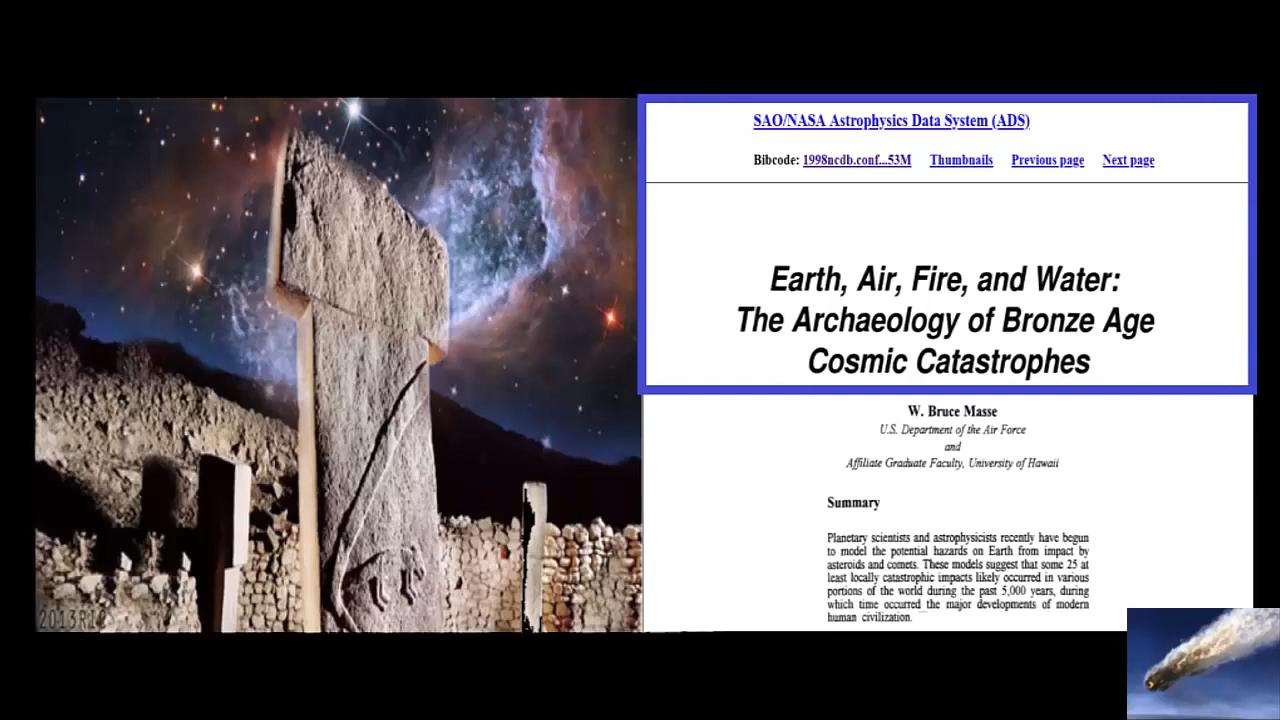 SAO/NASA Astrophysics Data System (ADS)
Bibcode: 1998ncdb.conf...53M Thumbnails Previous page Next page
Earth, Air, Fire, and Water:
The Archaeology of Bronze Age
Cosmic Catastrophes
W. Bruce Masse
U.S. Department of the Air Force
and
Affiliate Graduate Faculty, University of Hawaii
Summary
Planetary scientists and astrophysicists recently have begun
to model the potential hazards on Earth from impact by
asteroids and comets. These models suggest that some 25 at
least locally catastrophic impacts likely occurred in various
portions of the world during the past 5,000 years, during
which time occurred the major developments of modern
human civilization.